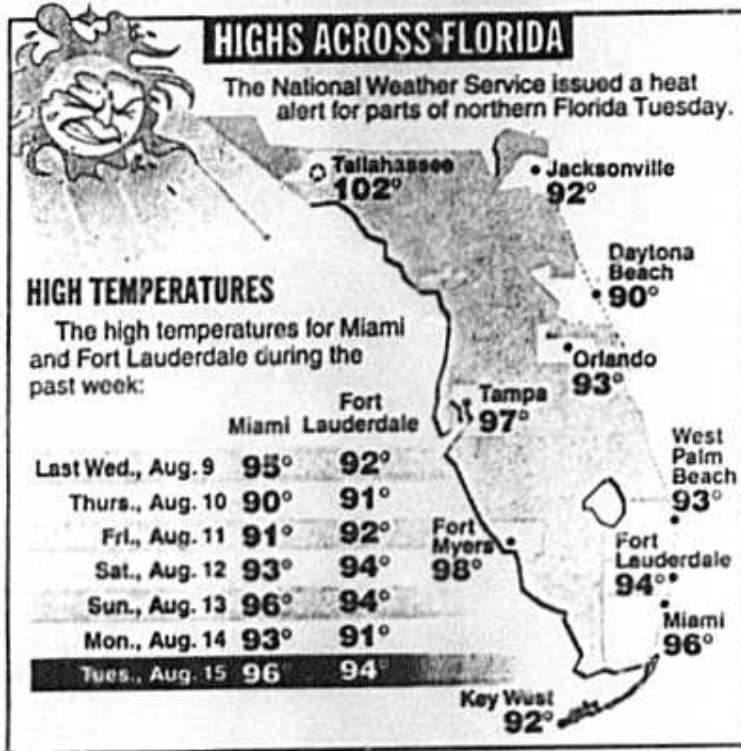 HIGHS ACROSS FLORIDA
The National Weather Service issued a heat
alert for parts of northern Florida Tuesday.
Tallahassee
102°
Jacksonville
92°
Daytona
Beach
90°
Orlando
93°
Tampa
97°
West
Palm
Beach
93°
Fort
Myers
98°
Fort
Lauderdale
94°
Miami
96°
Key West
92°
HIGH TEMPERATURES
The high temperatures for Miami
and Fort Lauderdale during the
past week:
Fort
Miami Lauderdale
Last Wed., Aug. 9 95° 92°
Thurs., Aug. 10 90° 91°
Fri., Aug. 11 91° 92°
Sat., Aug. 12 93° 94°
Sun., Aug. 13 96° 94°
Mon., Aug. 14 93° 91°
Tues., Aug. 15 96 94°